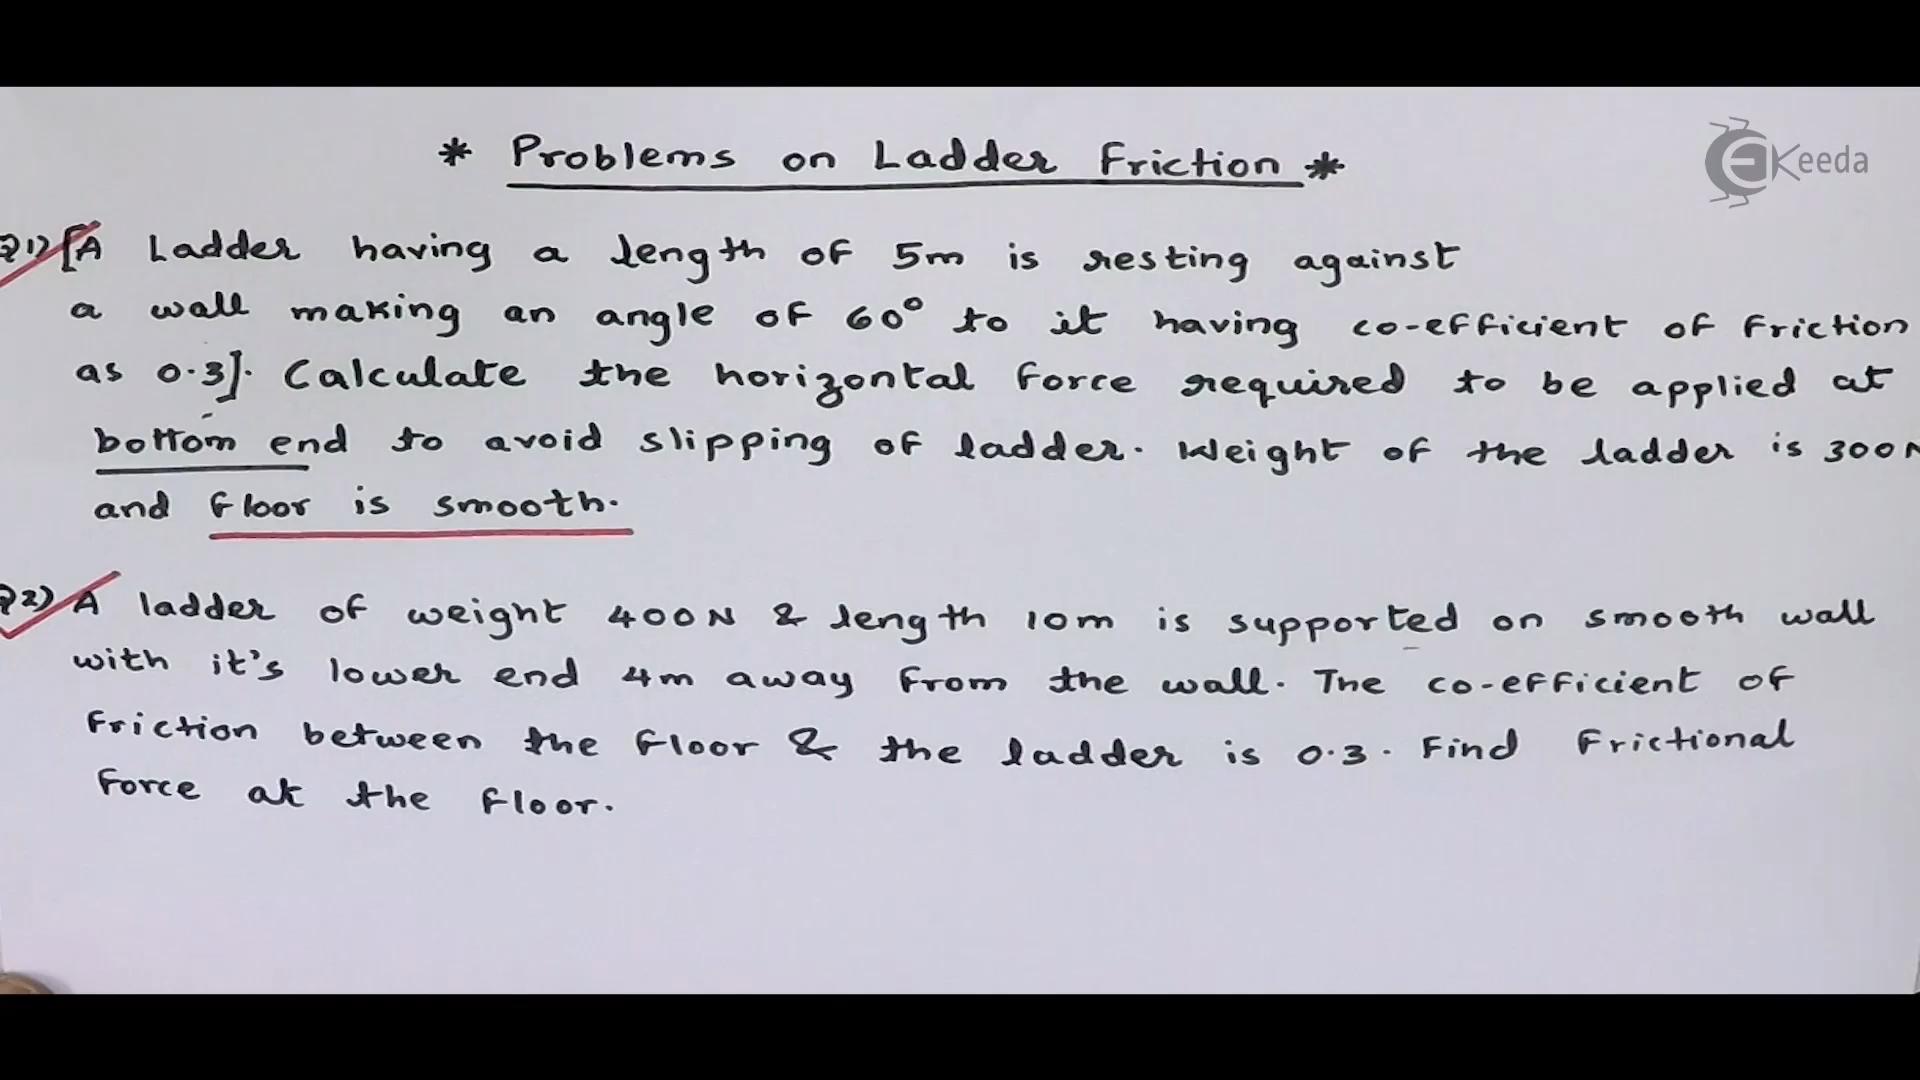 * Problems on Ladder Friction *
eKeeda
Q1) [A Ladder having a length of 5m is resting against
a wall making an angle of 60° to it having co-efficient of friction
as 0.3]. Calculate the horizontal force required to be applied at
bottom end to avoid slipping of ladder. Weight of the ladder is 300N
and floor is smooth.
Q2) A ladder of weight 400N & length 10m is supported on smooth wall
with it's lower end 4m away from the wall. The co-efficient of
friction between the floor & the ladder is 0.3. Find Frictional
force at the floor.